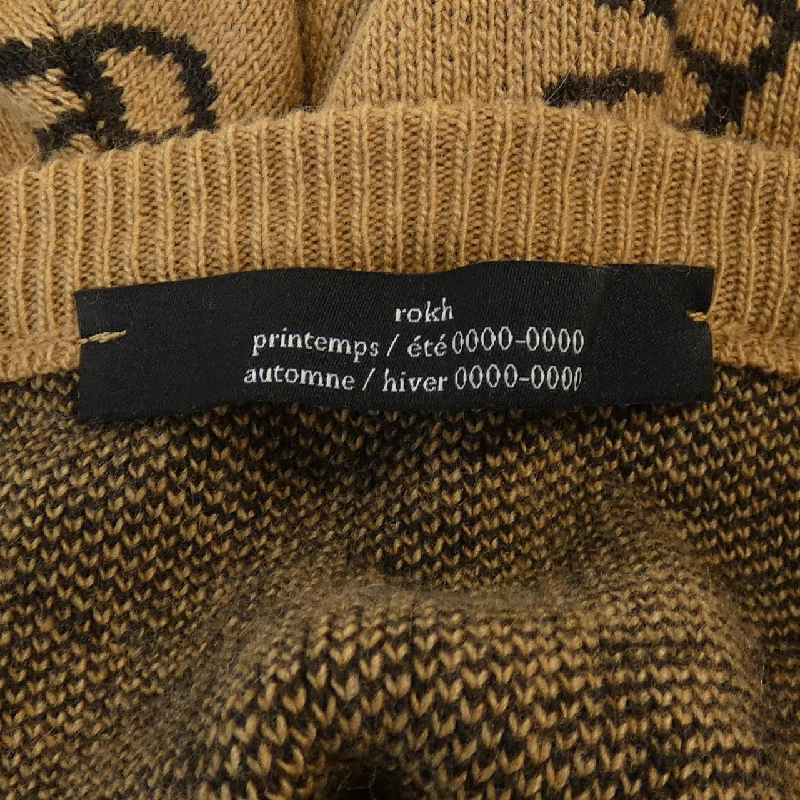 rokh
printemps / été 0000-0000
automne / hiver 0000-0000